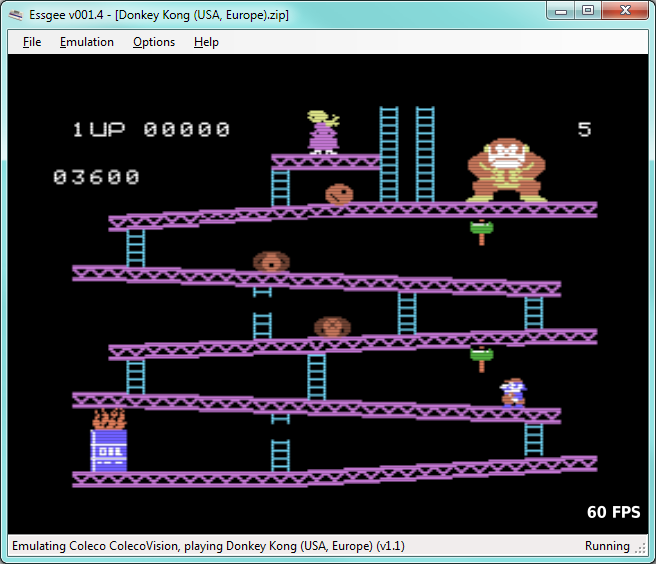 Essgee v001.4 - [Donkey Kong (USA, Europe).zip]
File Emulation Options Help
1UP 00000 5
03600
OIL
60 FPS
Emulating Coleco ColecoVision, playing Donkey Kong (USA, Europe) (v1.1) Running